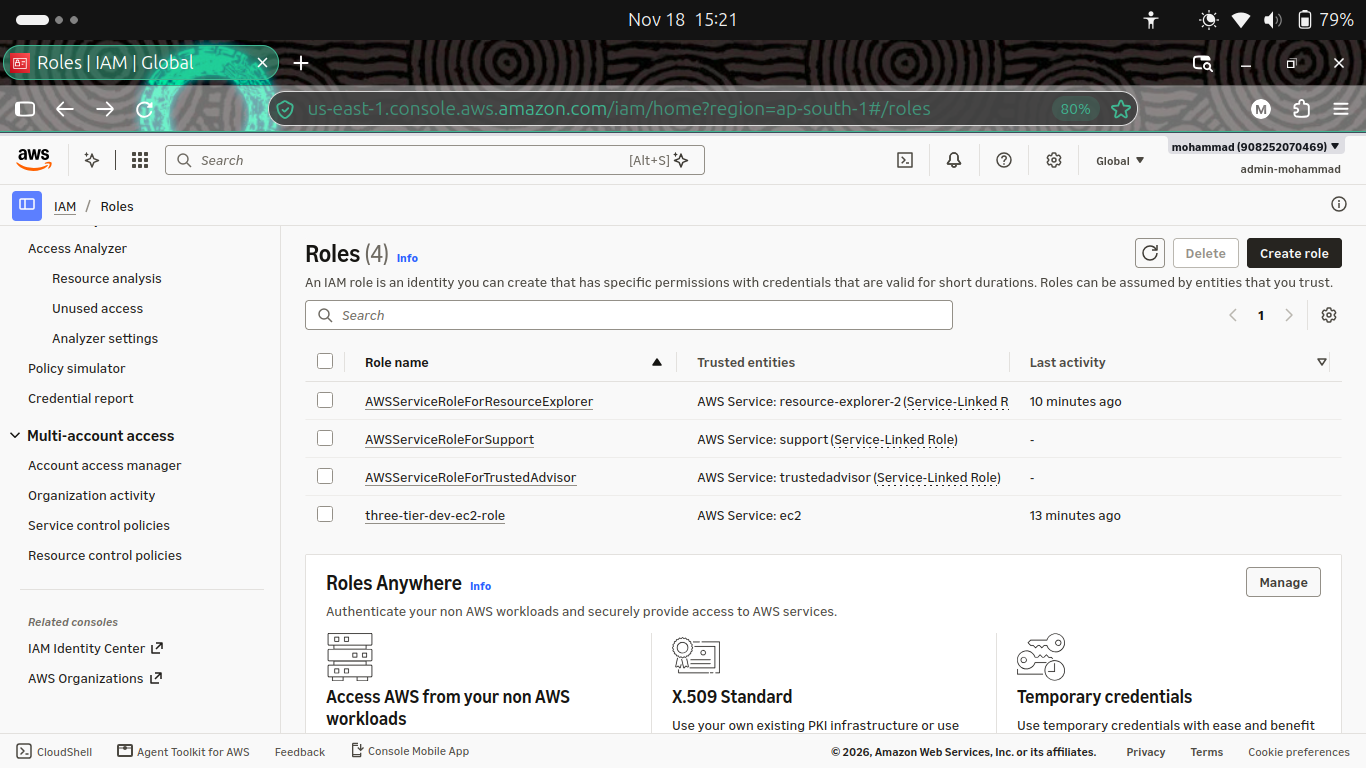 Nov 18 15:21
79%
Roles | IAM | Global
us-east-1.console.aws.amazon.com/iam/home?region=ap-south-1#/roles
80%
M
aws
Search
[Alt+S]
Global
mohammad (908252070469)
admin-mohammad
IAM / Roles
Access Analyzer
Resource analysis
Unused access
Analyzer settings
Policy simulator
Credential report
Multi-account access
Account access manager
Organization activity
Service control policies
Resource control policies
Related consoles
IAM Identity Center
AWS Organizations
Roles (4) Info
Delete
Create role
An IAM role is an identity you can create that has specific permissions with credentials that are valid for short durations. Roles can be assumed by entities that you trust.
Search
1
Role name Trusted entities Last activity
AWSServiceRoleForResourceExplorer AWS Service: resource-explorer-2 (Service-Linked R 10 minutes ago
AWSServiceRoleForSupport AWS Service: support (Service-Linked Role) -
AWSServiceRoleForTrustedAdvisor AWS Service: trustedadvisor (Service-Linked Role) -
three-tier-dev-ec2-role AWS Service: ec2 13 minutes ago
Roles Anywhere Info
Manage
Authenticate your non AWS workloads and securely provide access to AWS services.
Access AWS from your non AWS
workloads
X.509 Standard
Use your own existing PKI infrastructure or use
Temporary credentials
Use temporary credentials with ease and benefit
CloudShell Agent Toolkit for AWS Feedback Console Mobile App
© 2026, Amazon Web Services, Inc. or its affiliates. Privacy Terms Cookie preferences